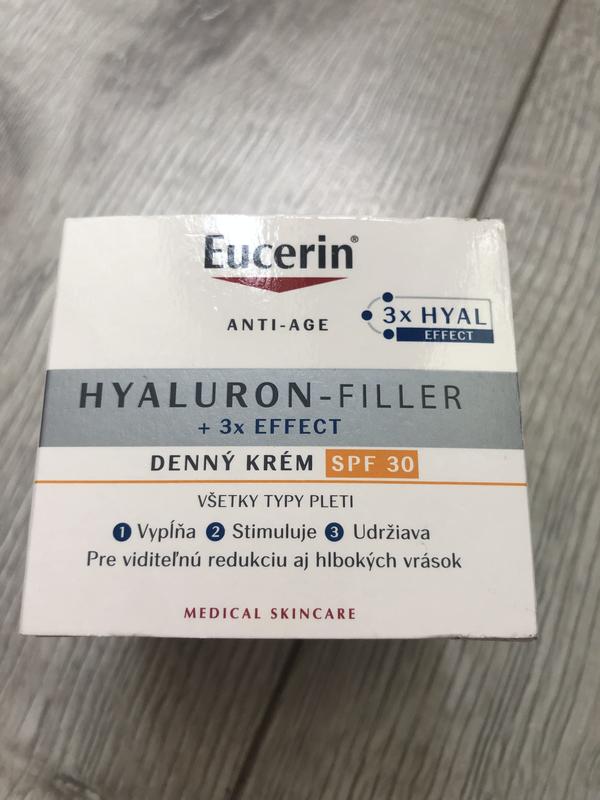 Eucerin®
ANTI-AGE
3x HYAL
EFFECT
HYALURON-FILLER
+ 3x EFFECT
DENNÝ KRÉM SPF 30
VŠETKY TYPY PLETI
1 Vypĺňa 2 Stimuluje 3 Udržiava
Pre viditeľnú redukciu aj hlbokých vrások
MEDICAL SKINCARE